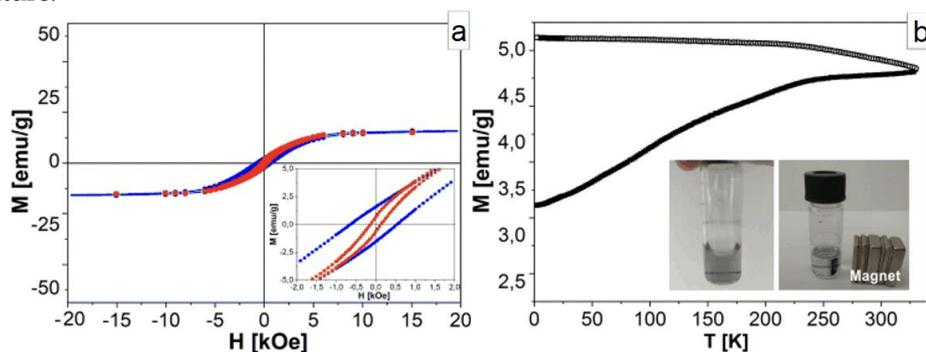 a
M [emu/g]
50
25
0
-25
-50
-20 -15 -10 -5 0 5 10 15 20
H [kOe]
M [emu/g]
5,0
2,5
0,0
-2,5
-5,0
-2,0 -1,5 -1,0 -0,5 0,0 0,5 1,0 1,5 2,0
H [kOe]
b
M [emu/g]
5,0
4,5
4,0
3,5
3,0
2,5
0 50 100 150 200 250 300
T [K]
Magnet